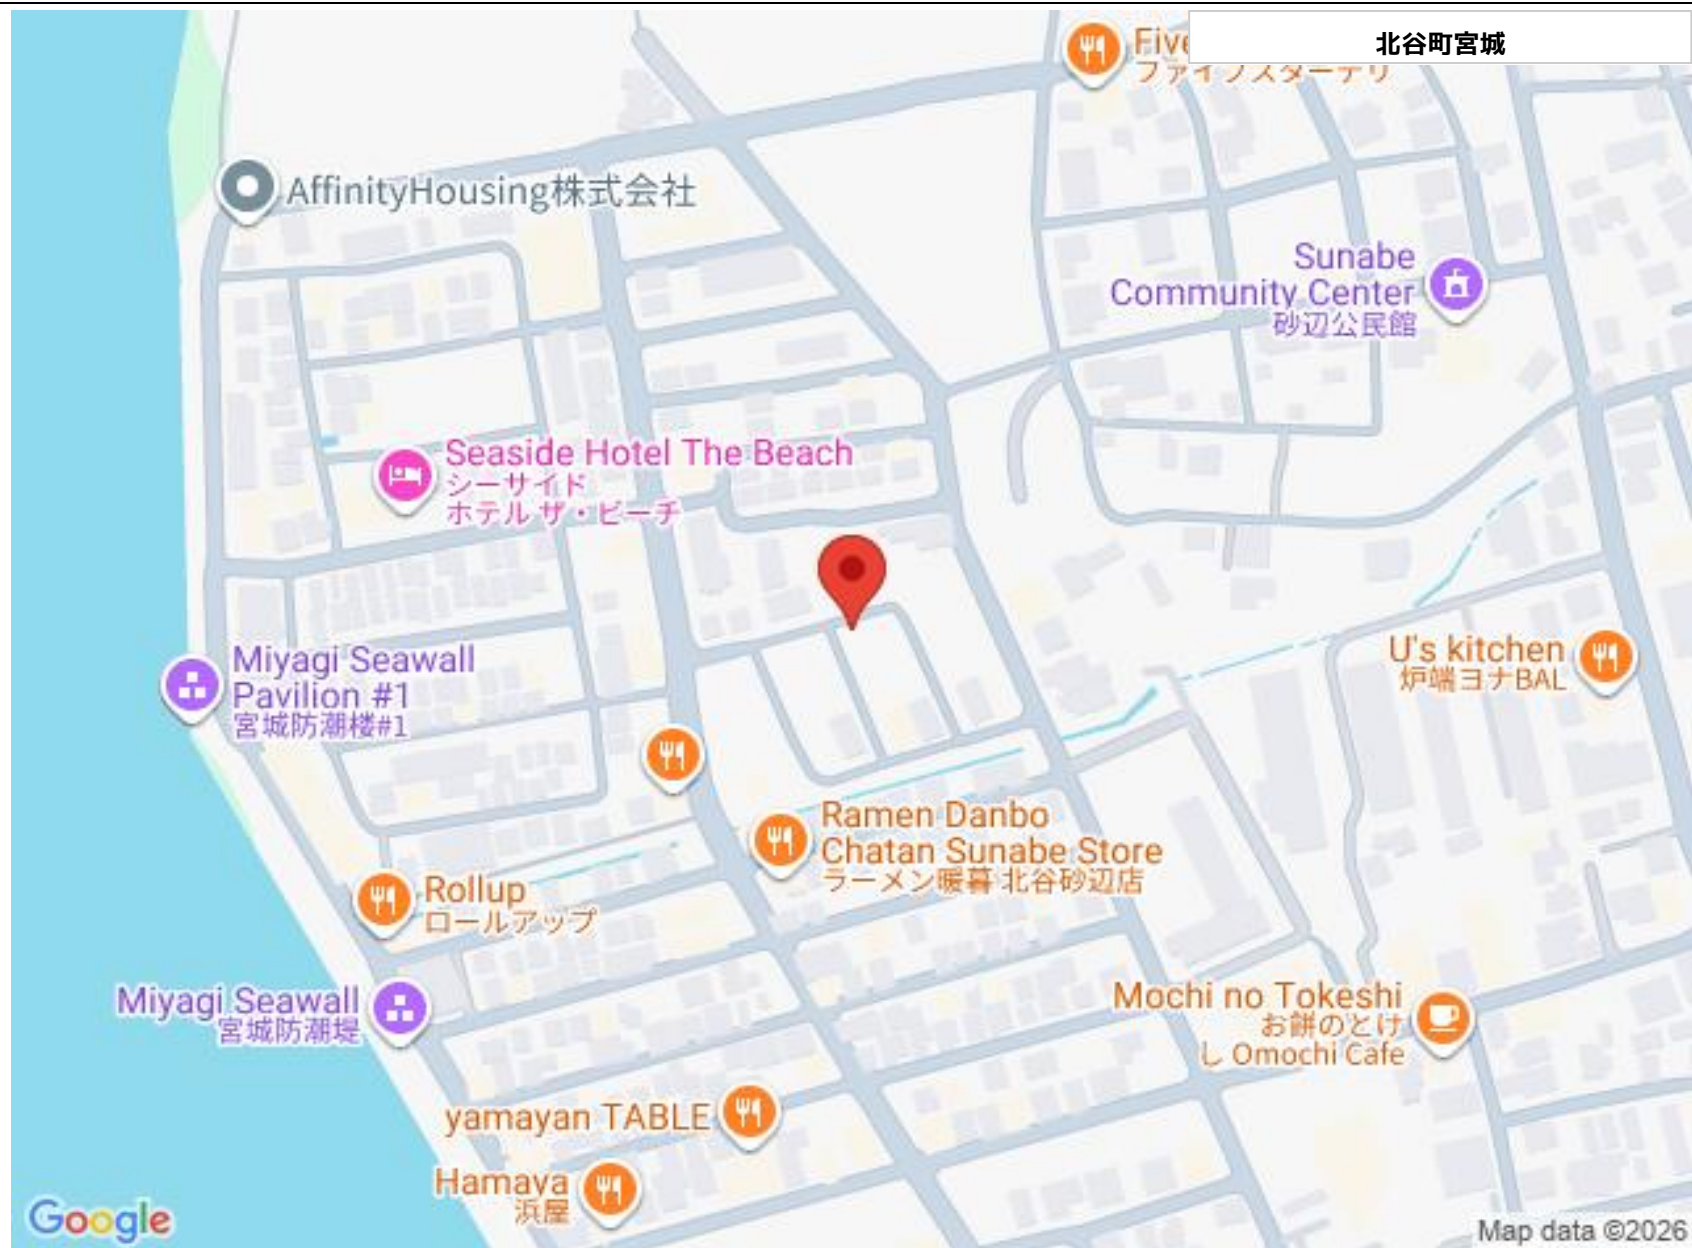 北谷町宮城
Five
ファイブスターデリ
AffinityHousing株式会社
Sunabe
Community Center
砂辺公民館
Seaside Hotel The Beach
シーサイド
ホテル ザ・ビーチ
U's kitchen
炉端ヨナBAL
Miyagi Seawall
Pavilion #1
宮城防潮楼#1
Ramen Danbo
Chatan Sunabe Store
ラーメン暖暮 北谷砂辺店
Rollup
ロールアップ
Miyagi Seawall
宮城防潮堤
Mochi no Tokeshi
お餅のとけ
し Omochi Cafe
yamayan TABLE
Hamaya
浜屋
Google
Map data ©2026